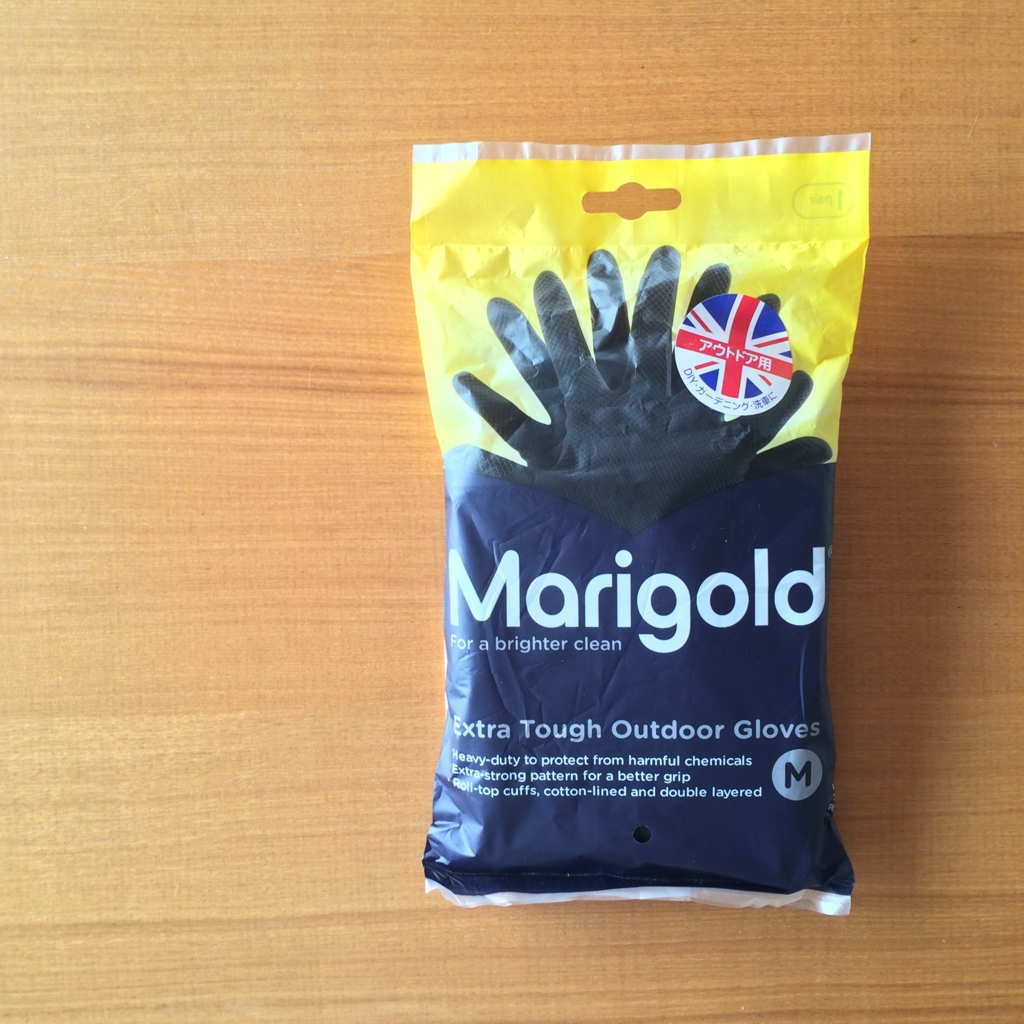 1 pair
アウトドア用
DIY・ガーデニング・洗車に
Marigold
For a brighter clean
Extra Tough Outdoor Gloves
Heavy-duty to protect from harmful chemicals
Extra-strong pattern for a better grip
Roll-top cuffs, cotton-lined and double layered
M